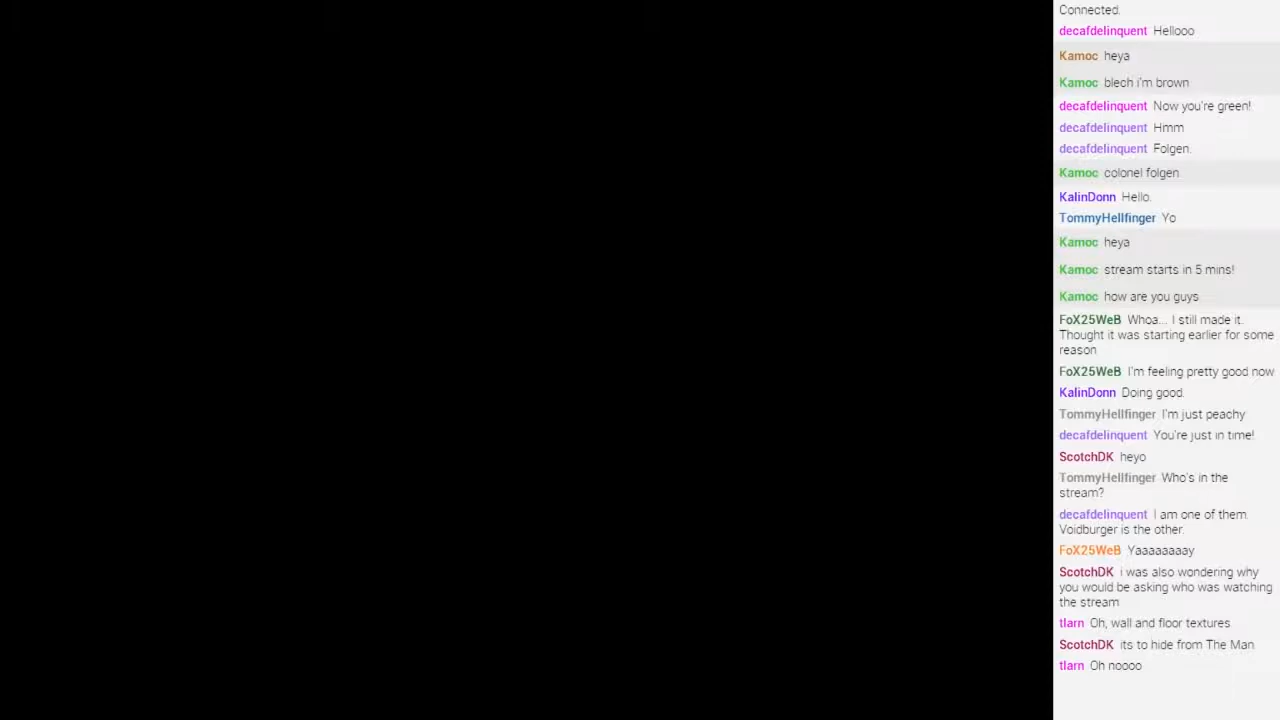 Connected.
decafdelinquent Hellooo
Kamoc heya
Kamoc blech i'm brown
decafdelinquent Now you're green!
decafdelinquent Hmm
decafdelinquent Folgen.
Kamoc colonel folgen
KalinDonn Hello.
TommyHellfinger Yo
Kamoc heya
Kamoc stream starts in 5 mins!
Kamoc how are you guys
FoX25WeB Whoa... I still made it.
Thought it was starting earlier for some
reason
FoX25WeB I'm feeling pretty good now
KalinDonn Doing good.
TommyHellfinger I'm just peachy
decafdelinquent You're just in time!
ScotchDK heyo
TommyHellfinger Who's in the
stream?
decafdelinquent I am one of them.
Voidburger is the other.
FoX25WeB Yaaaaaaaay
ScotchDK i was also wondering why
you would be asking who was watching
the stream
tlarn Oh, wall and floor textures
ScotchDK its to hide from The Man
tlarn Oh noooo